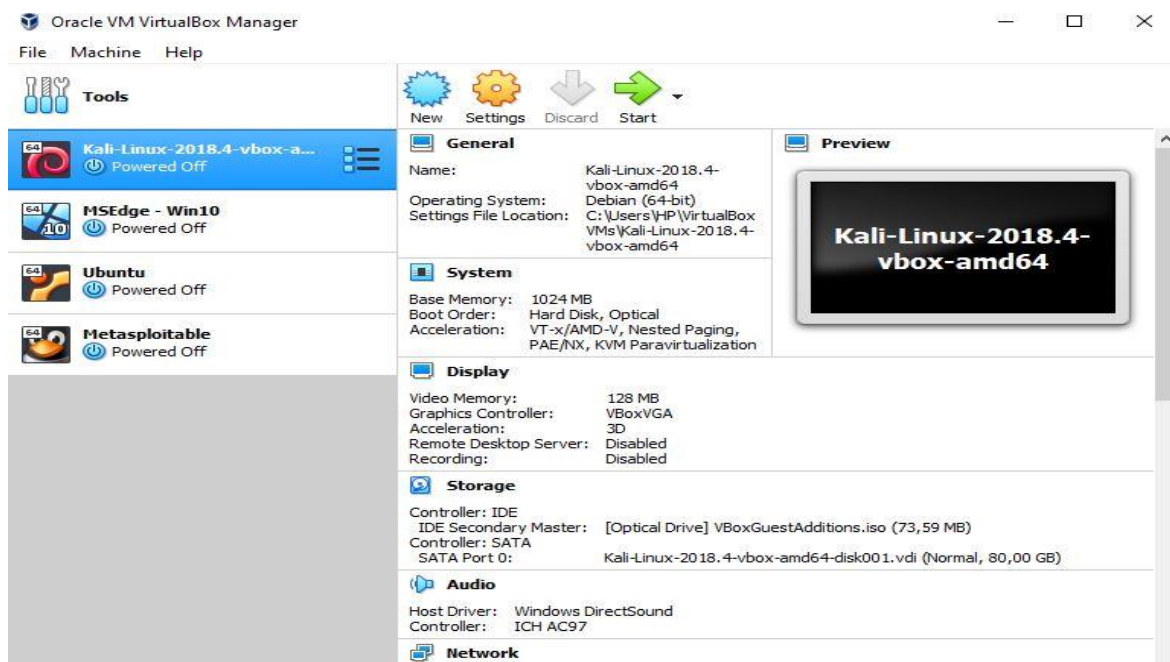 Oracle VM VirtualBox Manager
File Machine Help
Tools
New Settings Discard Start
64
Kali-Linux-2018.4-vbox-a...
Powered Off
64
10
MSEdge - Win10
Powered Off
64
Ubuntu
Powered Off
64
Metasploitable
Powered Off
General
Name: Kali-Linux-2018.4-
vbox-amd64
Operating System: Debian (64-bit)
Settings File Location: C:\Users\HP\VirtualBox
VMs\Kali-Linux-2018.4-
vbox-amd64
Preview
Kali-Linux-2018.4-
vbox-amd64
System
Base Memory: 1024 MB
Boot Order: Hard Disk, Optical
Acceleration: VT-x/AMD-V, Nested Paging,
PAE/NX, KVM Paravirtualization
Display
Video Memory: 128 MB
Graphics Controller: VBoxVGA
Acceleration: 3D
Remote Desktop Server: Disabled
Recording: Disabled
Storage
Controller: IDE
IDE Secondary Master: [Optical Drive] VBoxGuestAdditions.iso (73,59 MB)
Controller: SATA
SATA Port 0: Kali-Linux-2018.4-vbox-amd64-disk001.vdi (Normal, 80,00 GB)
Audio
Host Driver: Windows DirectSound
Controller: ICH AC97
Network